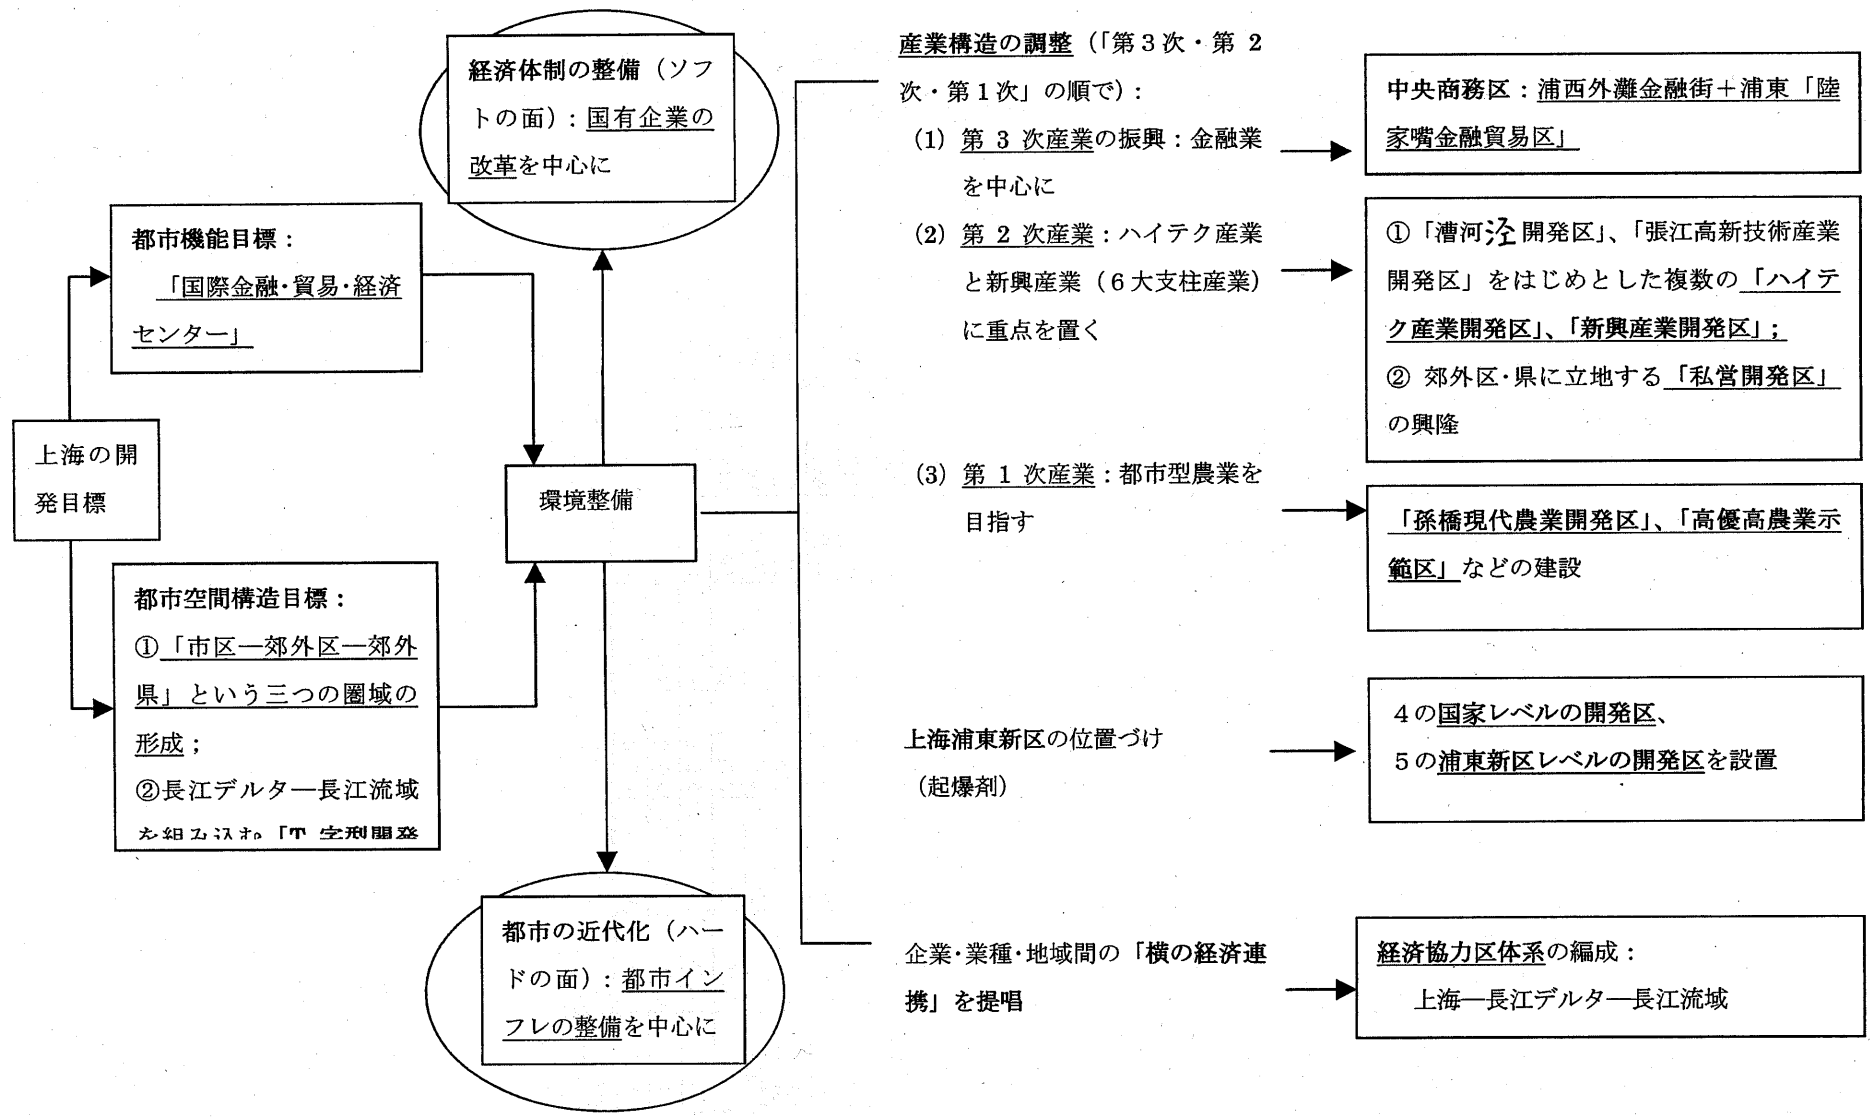 経済体制の整備（ソフ
トの面）：国有企業の
改革を中心に
都市機能目標：
「国際金融・貿易・経済
センター」
上海の開
発目標
環境整備
都市空間構造目標：
①「市区―郊外区―郊外
県」という三つの圏域の
形成；
②長江デルタ―長江流域
を組み込む「T 字型開発
都市の近代化（ハー
ドの面）：都市イン
フレの整備を中心に
産業構造の調整（「第３次・第 2
次・第１次」の順で）：
(1) 第 3 次産業の振興：金融業
を中心に
(2) 第 2 次産業：ハイテク産業
と新興産業（６大支柱産業）
に重点を置く
(3) 第 1 次産業：都市型農業を
目指す
上海浦東新区の位置づけ
（起爆剤）
企業・業種・地域間の「横の経済連
携」を提唱
中央商務区：浦西外灘金融街＋浦東「陸
家嘴金融貿易区」
①「漕河泾開発区」、「張江高新技術産業
開発区」をはじめとした複数の「ハイテ
ク産業開発区」、「新興産業開発区」；
② 郊外区・県に立地する「私営開発区」
の興隆
「孫橋現代農業開発区」、「高優高農業示
範区」などの建設
４の国家レベルの開発区、
５の浦東新区レベルの開発区を設置
経済協力区体系の編成：
上海―長江デルタ―長江流域